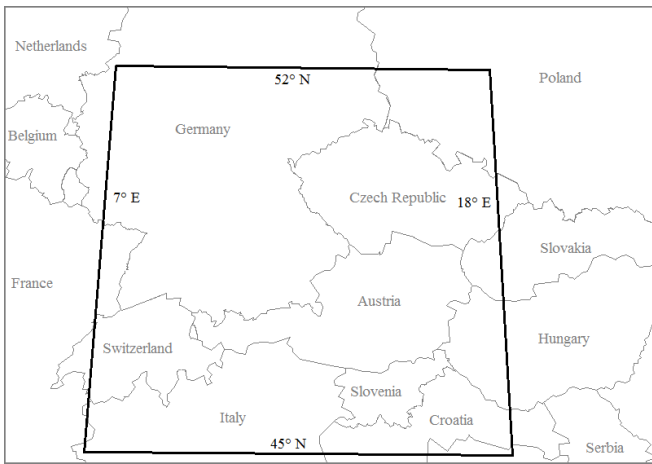 Netherlands
52° N
Poland
Germany
Belgium
7° E
Czech Republic
18° E
Slovakia
France
Austria
Switzerland
Hungary
Slovenia
Italy
Croatia
45° N
Serbia